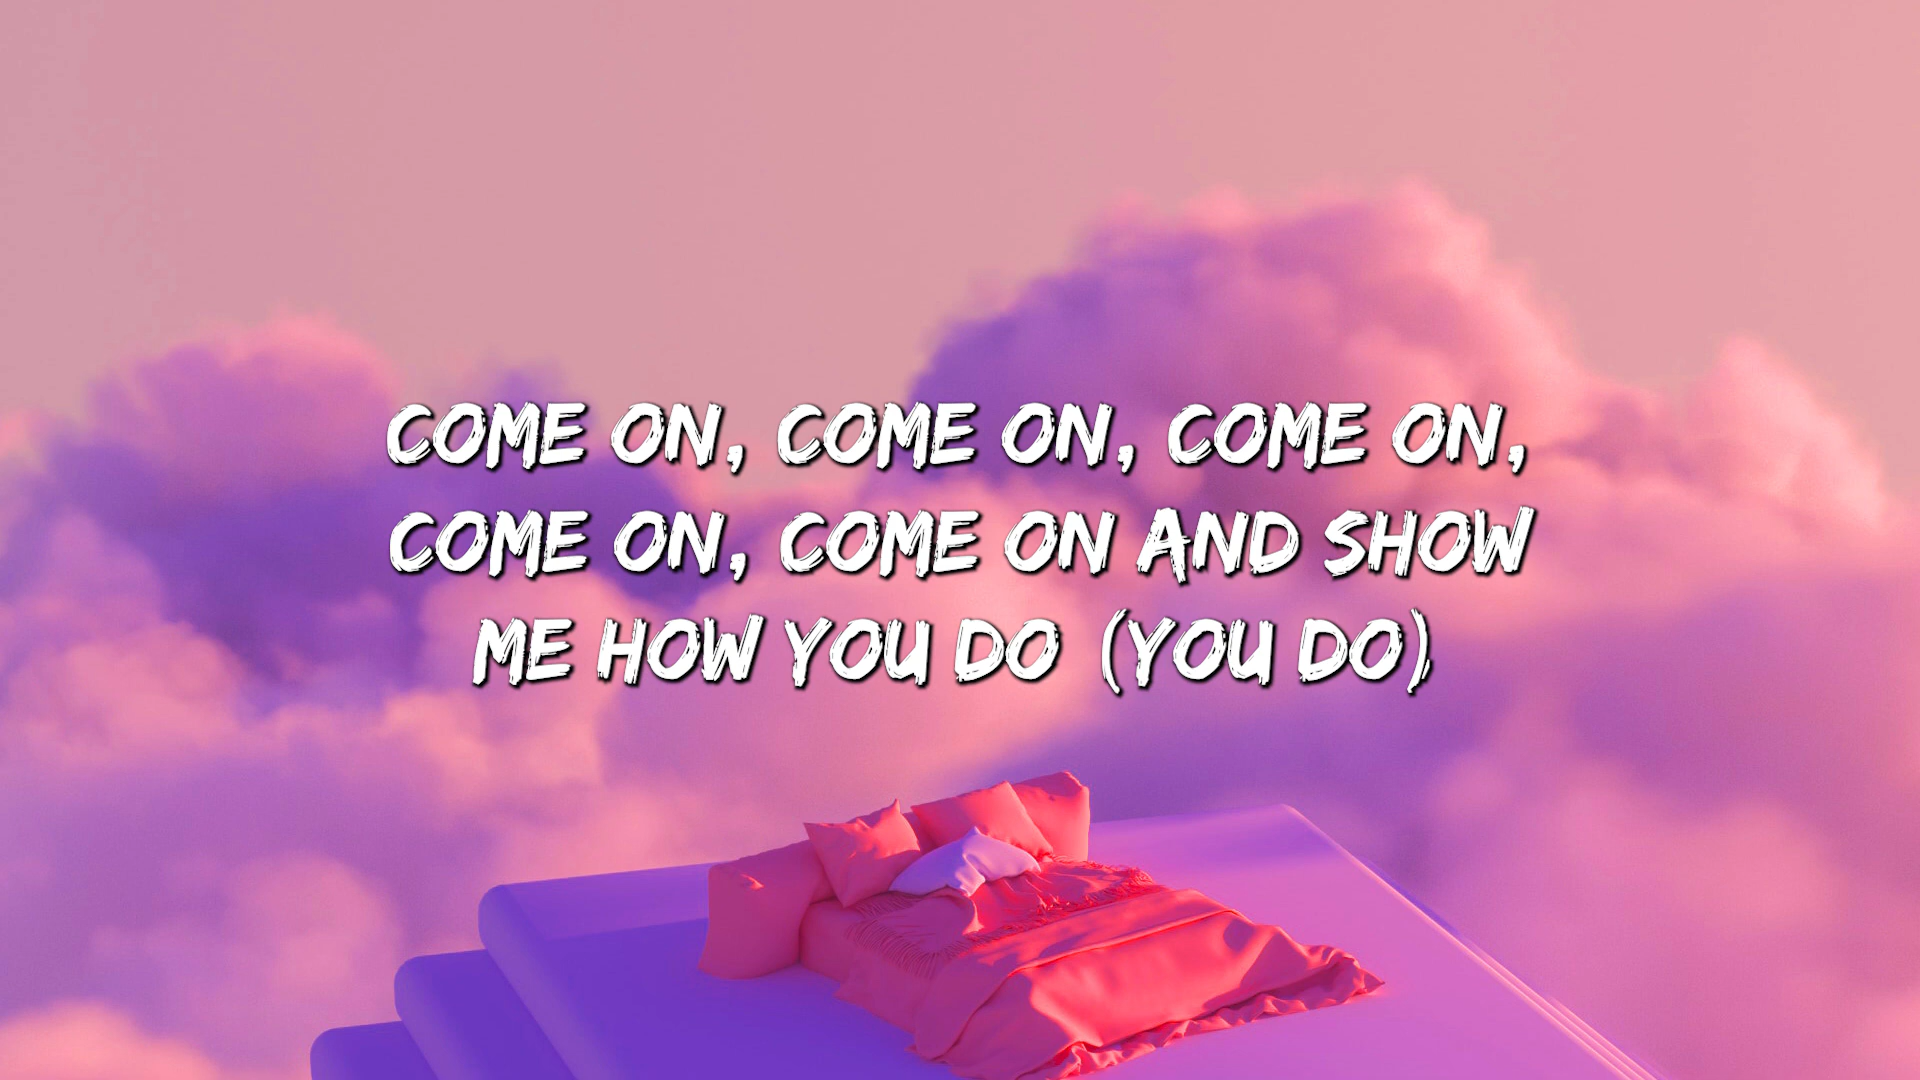 COME ON, COME ON, COME ON,
COME ON, COME ON AND SHOW
ME HOW YOU DO (YOU DO)